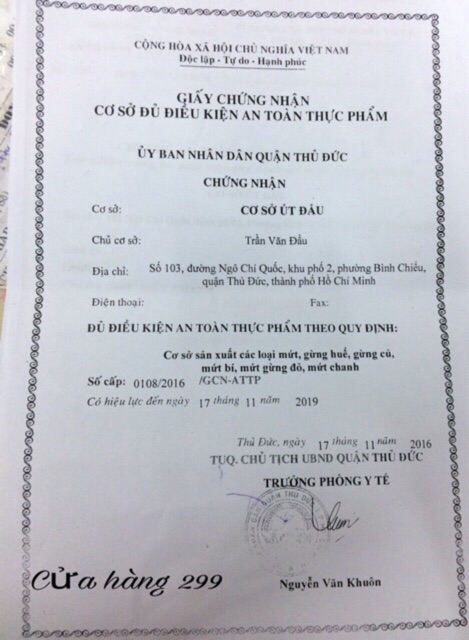 CỘNG HÒA XÃ HỘI CHỦ NGHĨA VIỆT NAM
Độc lập - Tự do - Hạnh phúc
GIẤY CHỨNG NHẬN
CƠ SỞ ĐỦ ĐIỀU KIỆN AN TOÀN THỰC PHẨM
ỦY BAN NHÂN DÂN QUẬN THỦ ĐỨC
CHỨNG NHẬN
Cơ sở: CƠ SỞ ÚT ĐẤU
Chủ cơ sở: Trần Văn Đấu
Địa chỉ: Số 103, đường Ngô Chí Quốc, khu phố 2, phường Bình Chiểu,
quận Thủ Đức, thành phố Hồ Chí Minh
Điện thoại: Fax:
ĐỦ ĐIỀU KIỆN AN TOÀN THỰC PHẨM THEO QUY ĐỊNH:
Cơ sở sản xuất các loại mứt, gừng huế, gừng củ,
mứt bí, mứt gừng đỏ, mứt chanh
Số cấp: 0108/2016 /GCN-ATTP
Có hiệu lực đến ngày 17 tháng 11 năm 2019
Thủ Đức, ngày 17 tháng 11 năm 2016
TUQ. CHỦ TỊCH UBND QUẬN THỦ ĐỨC
TRƯỞNG PHÒNG Y TẾ
Nguyễn Văn Khuôn
Cửa hàng 299